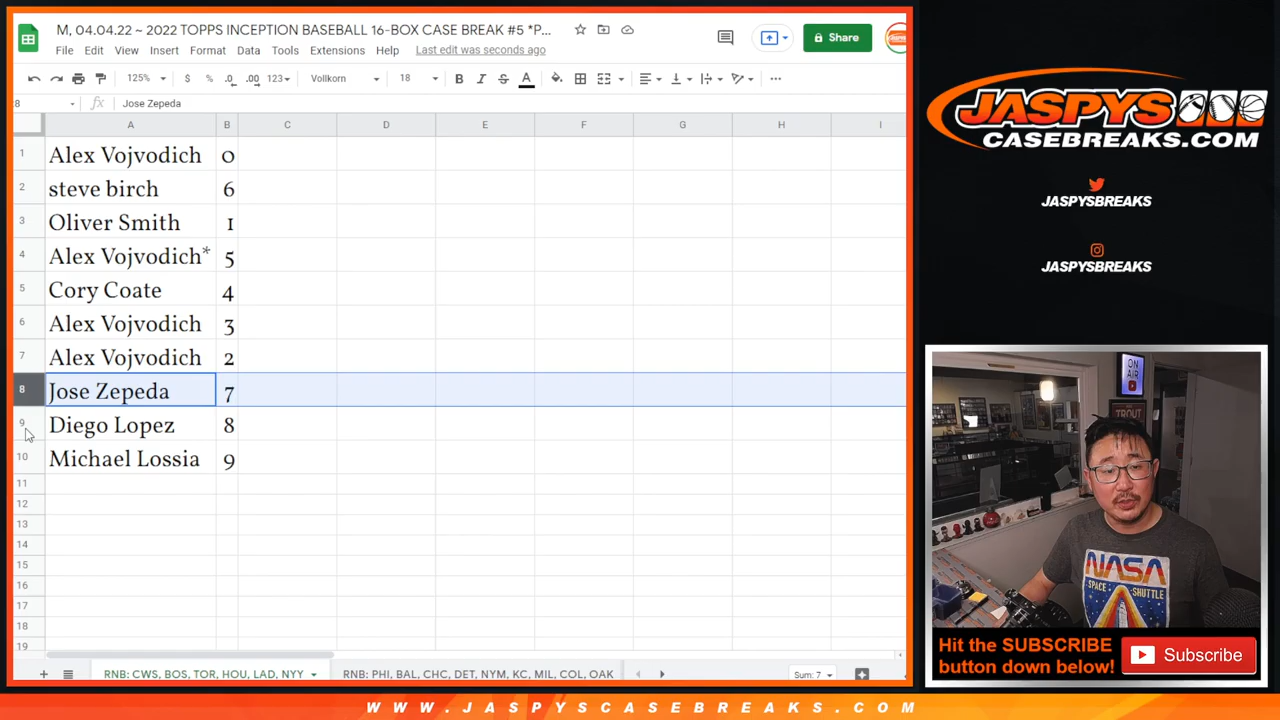 M, 04.04.22 ~ 2022 TOPPS INCEPTION BASEBALL 16-BOX CASE BREAK #5 *P...
Share
File Edit View Insert Format Data Tools Extensions Help Last edit was seconds ago
125% $ % .0 .00 123 Vollkorn 18 B I S A
8 fx Jose Zepeda
A B C D E F G H I
1 Alex Vojvodich 0
2 steve birch 6
3 Oliver Smith 1
4 Alex Vojvodich* 5
5 Cory Coate 4
6 Alex Vojvodich 3
7 Alex Vojvodich 2
8 Jose Zepeda 7
9 Diego Lopez 8
10 Michael Lossia 9
11
12
13
14
15
16
17
18
19
RNB: CWS, BOS, TOR, HOU, LAD, NYY RNB: PHI, BAL, CHC, DET, NYM, KC, MIL, COL, OAK Sum: 7
JASPYS
CASEBREAKS.COM
JASPYSBREAKS
JASPYSBREAKS
ON AIR
TROUT
NASA
SPACE SHUTTLE
Hit the SUBSCRIBE
button down below!
Subscribe
WWW.JASPYSCASEBREAKS.COM